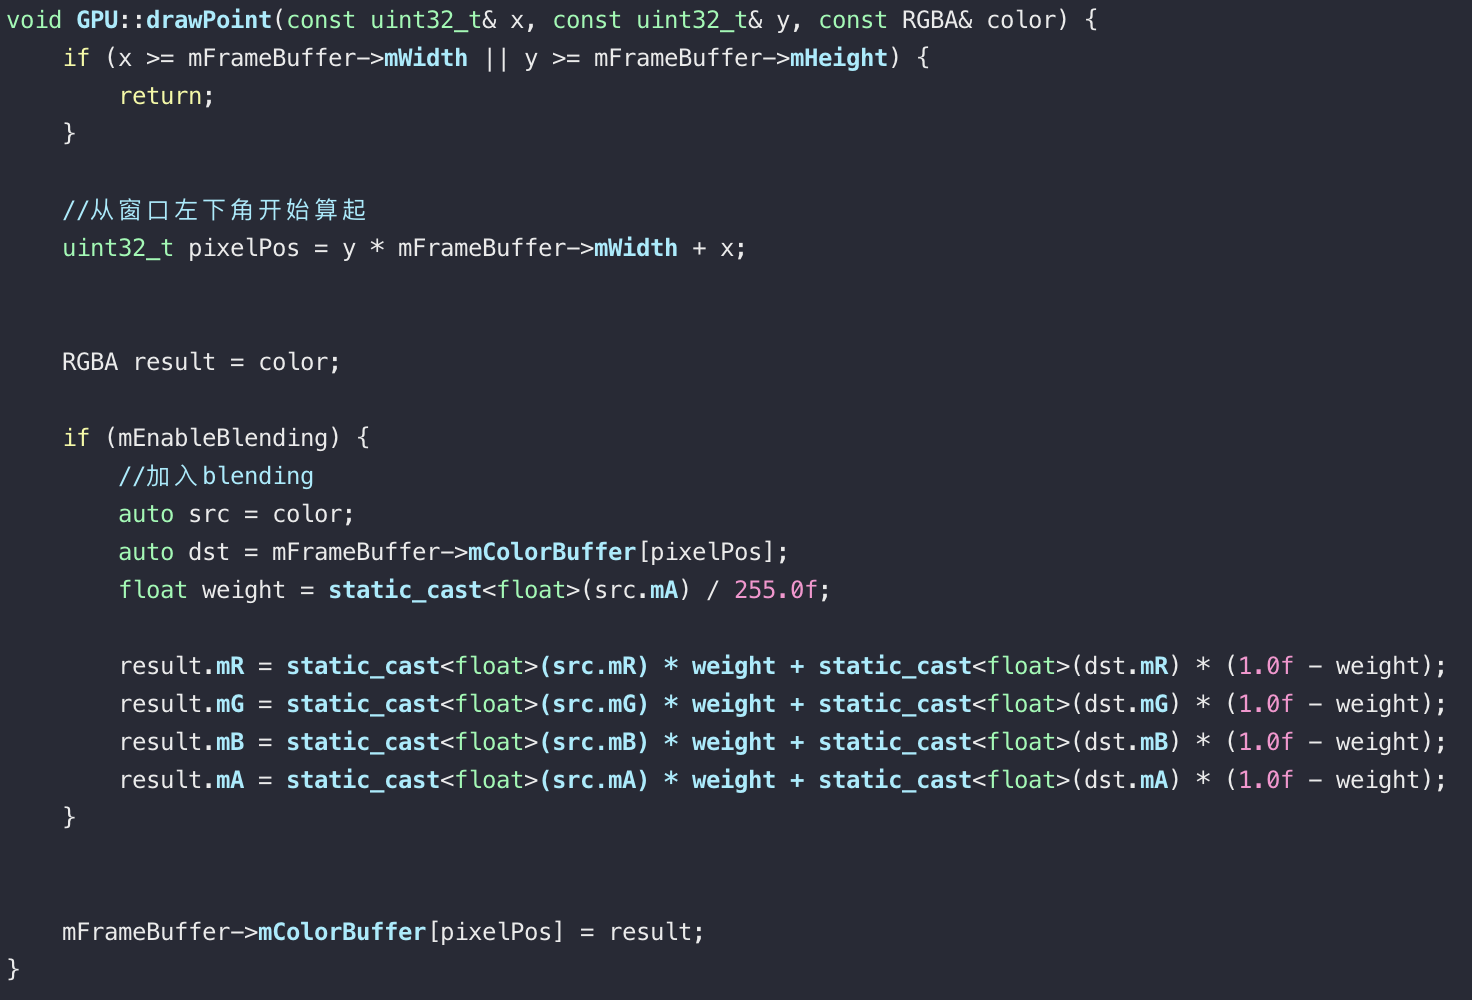 void GPU::drawPoint(const uint32_t& x, const uint32_t& y, const RGBA& color) {
    if (x >= mFrameBuffer->mWidth || y >= mFrameBuffer->mHeight) {
        return;
    }
    //从窗口左下角开始算起
    uint32_t pixelPos = y * mFrameBuffer->mWidth + x;
    RGBA result = color;
    if (mEnableBlending) {
        //加入blending
        auto src = color;
        auto dst = mFrameBuffer->mColorBuffer[pixelPos];
        float weight = static_cast<float>(src.mA) / 255.0f;
        result.mR = static_cast<float>(src.mR) * weight + static_cast<float>(dst.mR) * (1.0f - weight);
        result.mG = static_cast<float>(src.mG) * weight + static_cast<float>(dst.mG) * (1.0f - weight);
        result.mB = static_cast<float>(src.mB) * weight + static_cast<float>(dst.mB) * (1.0f - weight);
        result.mA = static_cast<float>(src.mA) * weight + static_cast<float>(dst.mA) * (1.0f - weight);
    }
    mFrameBuffer->mColorBuffer[pixelPos] = result;
}